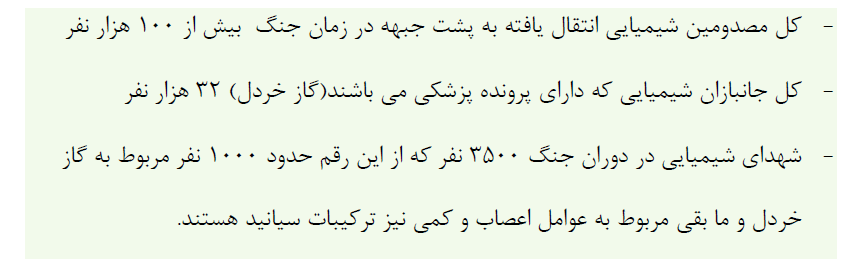 - کل مصدومین شیمیایی انتقال یافته به پشت جبهه در زمان جنگ بیش از ۱۰۰ هزار نفر
- کل جانبازان شیمیایی که دارای پرونده پزشکی می باشند(گاز خردل) ۳۲ هزار نفر
- شهدای شیمیایی در دوران جنگ ۳۵۰۰ نفر که از این رقم حدود ۱۰۰۰ نفر مربوط به گاز
خردل و ما بقی مربوط به عوامل اعصاب و کمی نیز ترکیبات سیانید هستند.